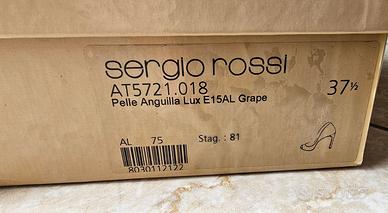 sergio rossi
AT5721.018
37½
Pelle Anguilla Lux E15AL Grape
AL 75 Stag. : 81
8030112122